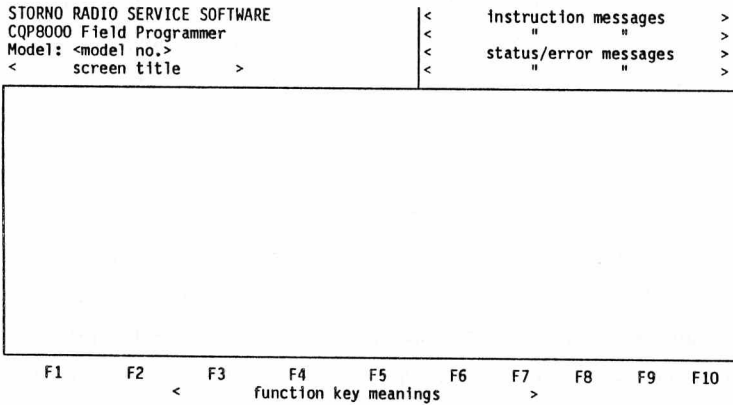 STORNO RADIO SERVICE SOFTWARE
CQP8000 Field Programmer
Model: <model no.>
< screen title >
< instruction messages >
< " " >
< status/error messages >
< " " >
F1 F2 F3 F4 F5 F6 F7 F8 F9 F10
< function key meanings >